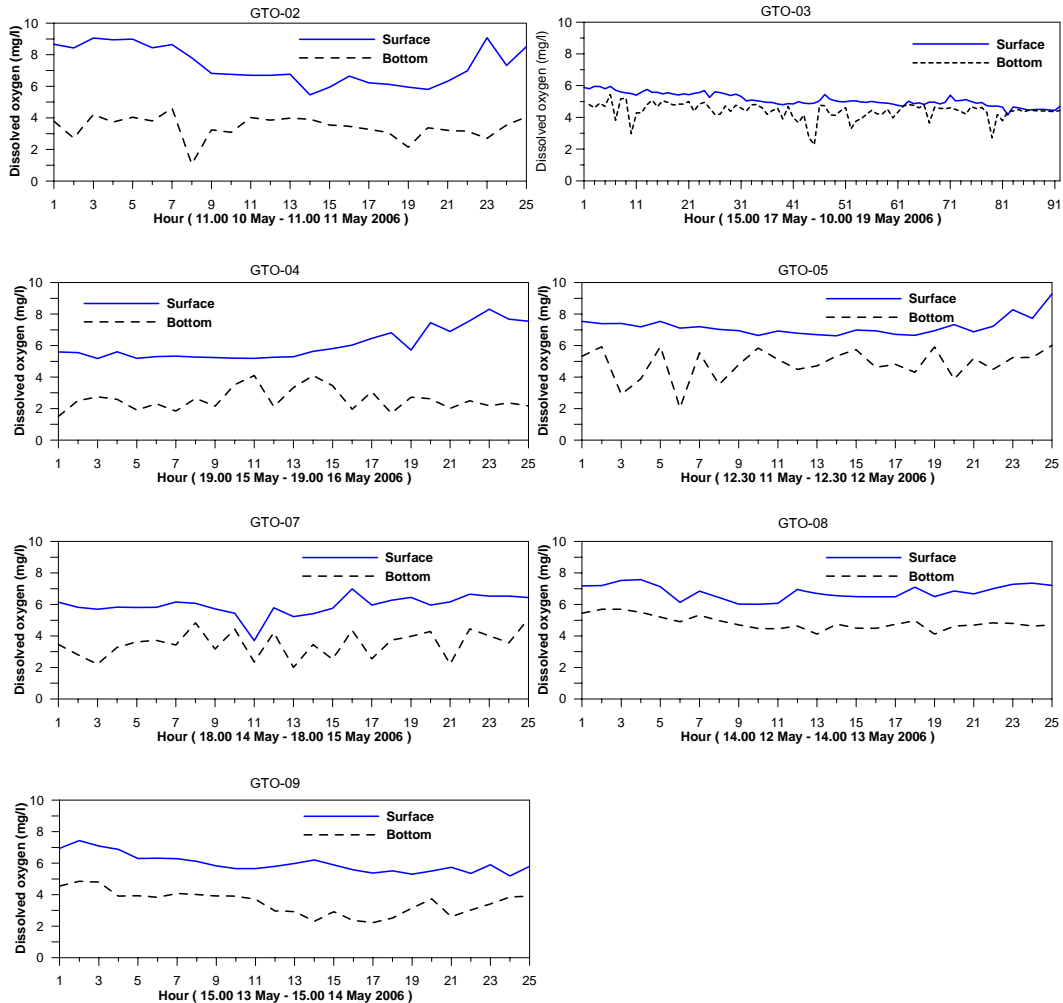 GTO-02
Dissolved oxygen (mg/l)
10
8
6
4
2
0
Surface
Bottom
1 3 5 7 9 11 13 15 17 19 21 23 25
Hour ( 11.00 10 May - 11.00 11 May 2006 )
GTO-03
Dissolved oxygen (mg/l)
10
8
6
4
2
0
Surface
Bottom
1 11 21 31 41 51 61 71 81 91
Hour ( 15.00 17 May - 10.00 19 May 2006 )
GTO-04
Dissolved oxygen (mg/l)
10
8
6
4
2
0
Surface
Bottom
1 3 5 7 9 11 13 15 17 19 21 23 25
Hour ( 19.00 15 May - 19.00 16 May 2006 )
GTO-05
Dissolved oxygen (mg/l)
10
8
6
4
2
0
Surface
Bottom
1 3 5 7 9 11 13 15 17 19 21 23 25
Hour ( 12.30 11 May - 12.30 12 May 2006 )
GTO-07
Dissolved oxygen (mg/l)
10
8
6
4
2
0
Surface
Bottom
1 3 5 7 9 11 13 15 17 19 21 23 25
Hour ( 18.00 14 May - 18.00 15 May 2006 )
GTO-08
Dissolved oxygen (mg/l)
10
8
6
4
2
0
Surface
Bottom
1 3 5 7 9 11 13 15 17 19 21 23 25
Hour ( 14.00 12 May - 14.00 13 May 2006 )
GTO-09
Dissolved oxygen (mg/l)
10
8
6
4
2
0
Surface
Bottom
1 3 5 7 9 11 13 15 17 19 21 23 25
Hour ( 15.00 13 May - 15.00 14 May 2006 )